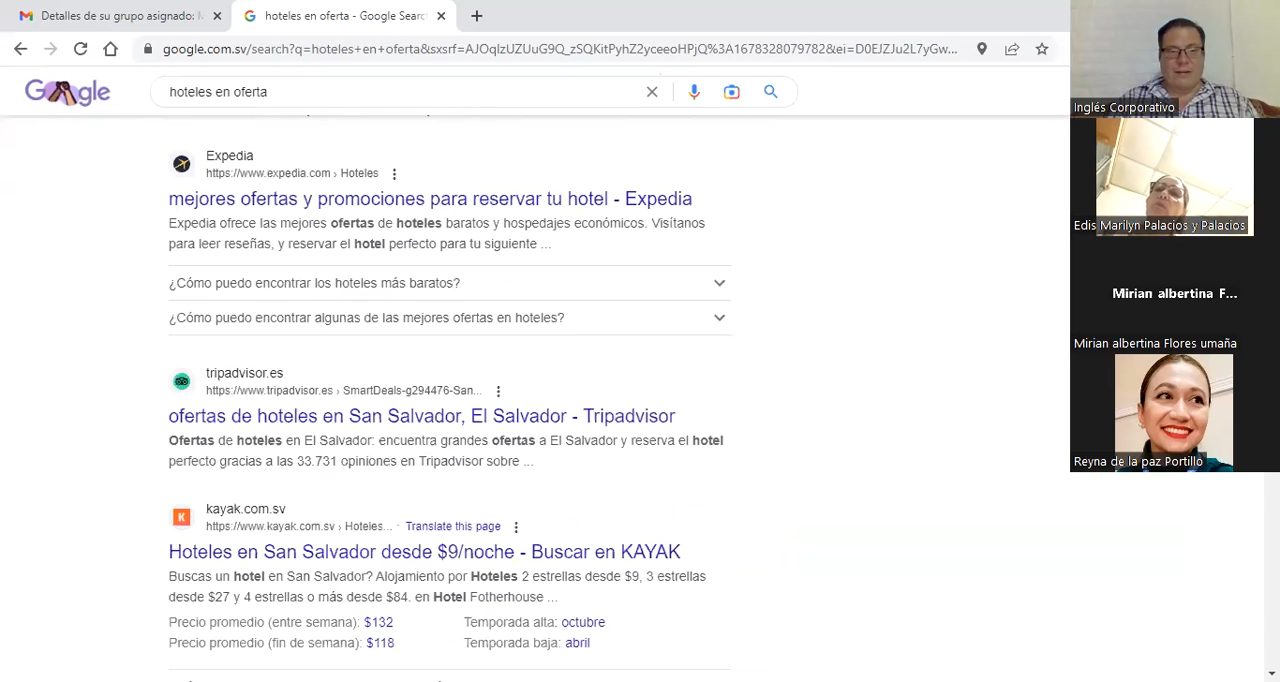 Detalles de su grupo asignado:
hoteles en oferta - Google Searc
google.com.sv/search?q=hoteles+en+oferta&sxsrf=AJOqlzUZUuG9Q_zSQKitPyhZ2yceeoHPjQ%3A1678328079782&ei=D0EJZJu2L7yGw...
Google
hoteles en oferta
Expedia
https://www.expedia.com › Hoteles
mejores ofertas y promociones para reservar tu hotel - Expedia
Expedia ofrece las mejores ofertas de hoteles baratos y hospedajes económicos. Visítanos
para leer reseñas, y reservar el hotel perfecto para tu siguiente ...
¿Cómo puedo encontrar los hoteles más baratos?
¿Cómo puedo encontrar algunas de las mejores ofertas en hoteles?
tripadvisor.es
https://www.tripadvisor.es › SmartDeals-g294476-San...
ofertas de hoteles en San Salvador, El Salvador - Tripadvisor
Ofertas de hoteles en El Salvador: encuentra grandes ofertas a El Salvador y reserva el hotel
perfecto gracias a las 33.731 opiniones en Tripadvisor sobre ...
K
kayak.com.sv
https://www.kayak.com.sv › Hoteles... · Translate this page
Hoteles en San Salvador desde $9/noche - Buscar en KAYAK
Buscas un hotel en San Salvador? Alojamiento por Hoteles 2 estrellas desde $9, 3 estrellas
desde $27 y 4 estrellas o más desde $84. en Hotel Fotherhouse ...
Precio promedio (entre semana): $132 Temporada alta: octubre
Precio promedio (fin de semana): $118 Temporada baja: abril
Inglés Corporativo
Edis Marilyn Palacios y Palacios
Mirian albertina F...
Mirian albertina Flores umaña
Reyna de la paz Portillo